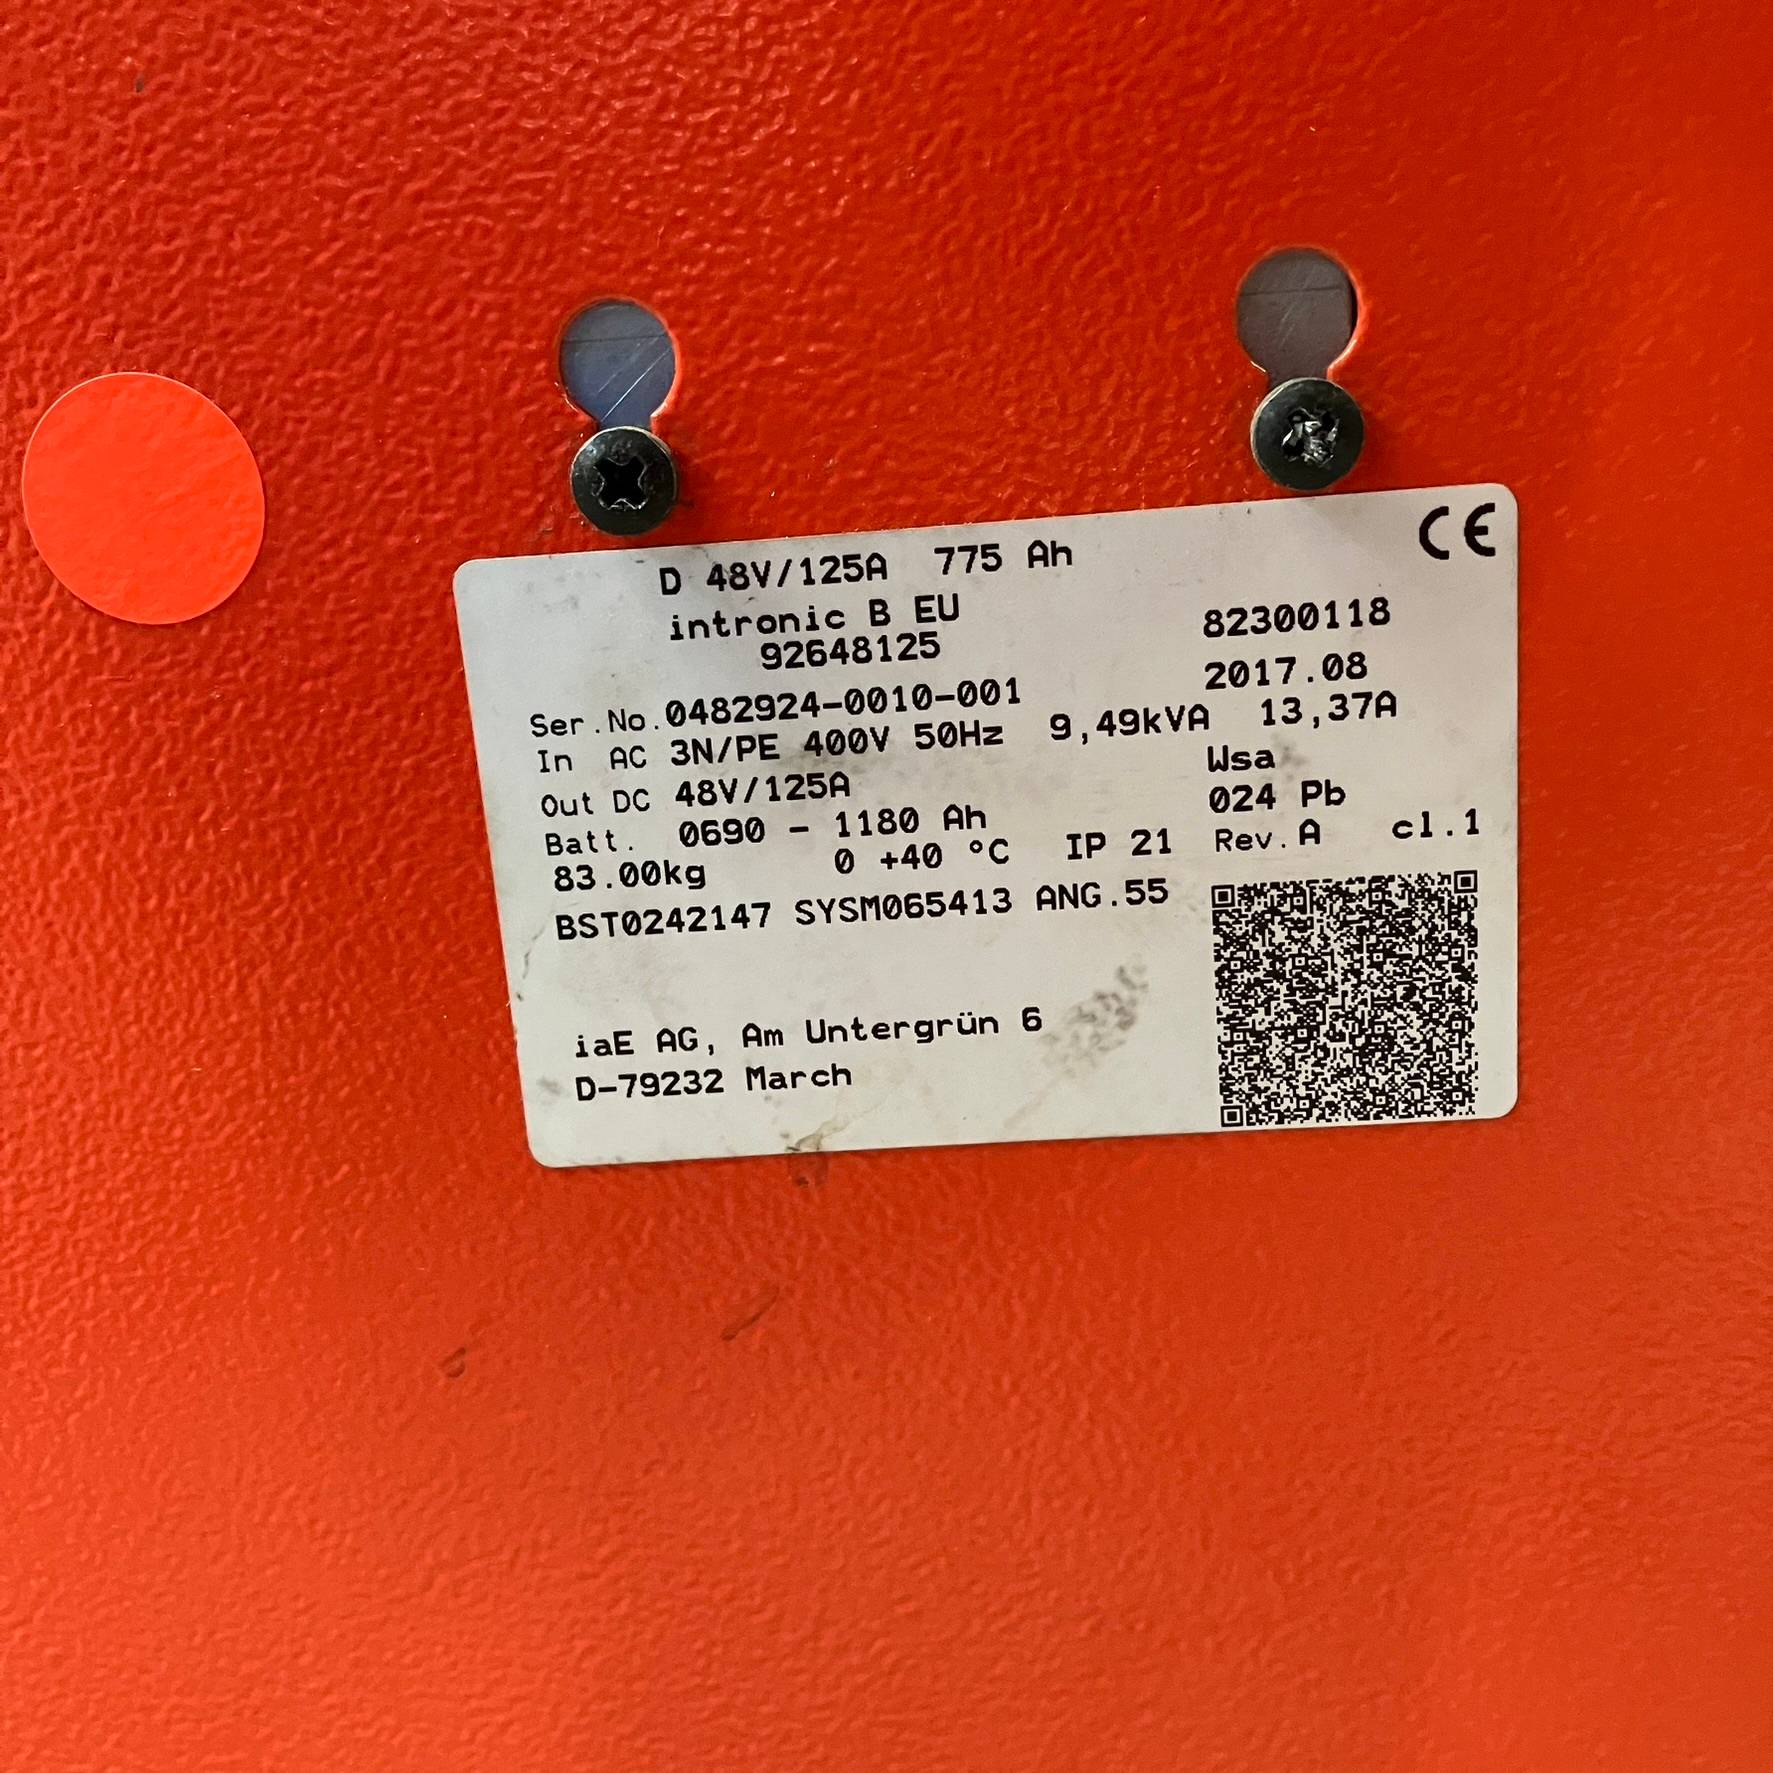 CE
D 48V/125A 775 Ah
intronic B EU 82300118
92648125
Ser.No.0482924-0010-001 2017.08
In AC 3N/PE 400V 50Hz 9,49kVA 13,37A
Out DC 48V/125A Wsa
Batt. 0690 - 1180 Ah 024 Pb
83.00kg 0 +40 °C IP 21 Rev.A cl.1
BST0242147 SYSM065413 ANG.55
iaE AG, Am Untergrün 6
D-79232 March